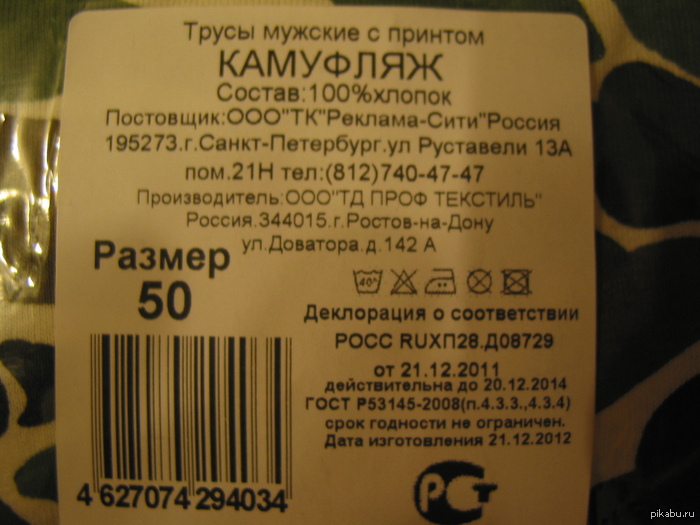 Трусы мужские с принтом
КАМУФЛЯЖ
Состав:100%хлопок
Поставщик:ООО"ТК"Реклама-Сити"Россия
195273.г.Санкт-Петербург.ул Руставели 13А
пом.21Н тел:(812)740-47-47
Производитель:ООО"ТД ПРОФ ТЕКСТИЛЬ"
Россия.344015.г.Ростов-на-Дону
ул.Доватора.д.142 А
Размер
50
40°
Декларация о соответствии
РОСС RUХП28.Д08729
от 21.12.2011
действительна до 20.12.2014
ГОСТ Р53145-2008(п.4.3.3.,4.3.4)
срок годности не ограничен.
Дата изготовления 21.12.2012
4 627074 294034
РСт
pikabu.ru